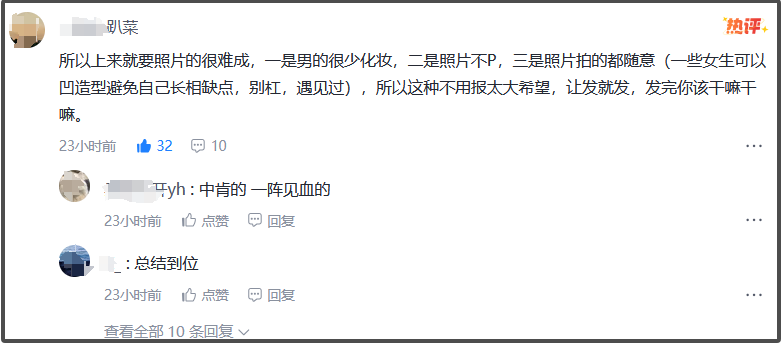 趴菜
热评
所以上来就要照片的很难成，一是男的很少化妆，二是照片不P，三是照片拍的都随意（一些女生可以
凹造型避免自己长相缺点，别杠，遇见过），所以这种不用报太大希望，让发就发，发完你该干嘛干
嘛。
23小时前 32 10
yh : 中肯的 一阵见血的
23小时前 点赞 回复
_ : 总结到位
23小时前 点赞 回复
查看全部 10 条回复